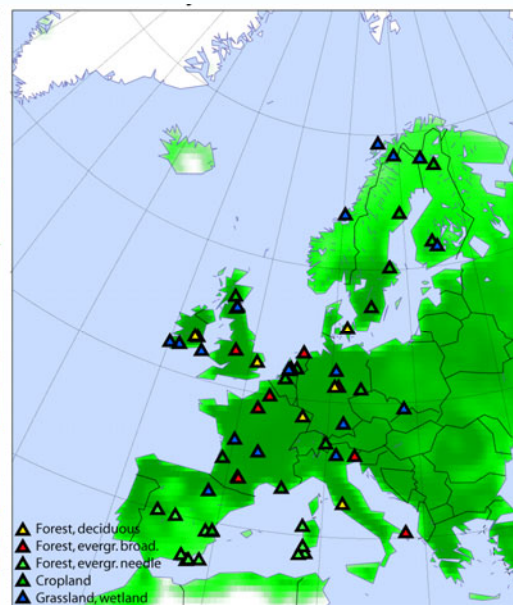 Forest, deciduous
Forest, evergr. broad.
Forest, evergr. needle
Cropland
Grassland, wetland